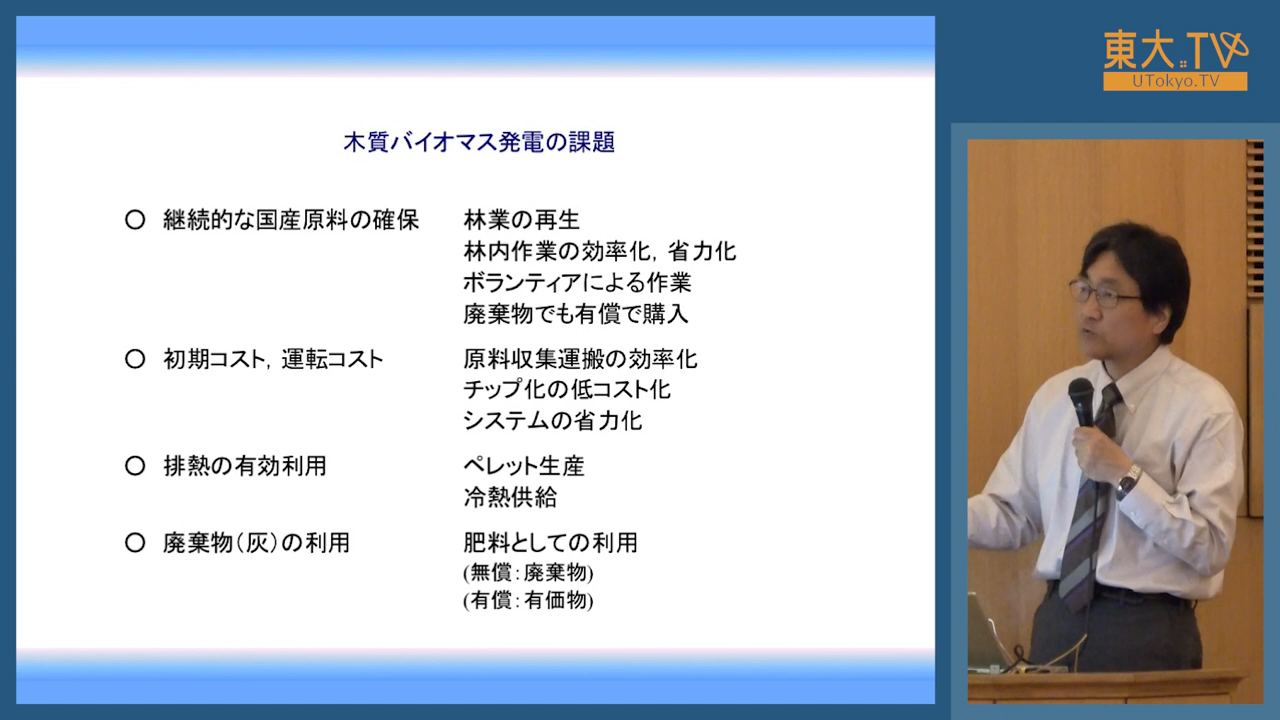 木質バイオマス発電の課題
○ 継続的な国産原料の確保 林業の再生
林内作業の効率化，省力化
ボランティアによる作業
廃棄物でも有償で購入
○ 初期コスト，運転コスト 原料収集運搬の効率化
チップ化の低コスト化
システムの省力化
○ 排熱の有効利用 ペレット生産
冷熱供給
○ 廃棄物（灰）の利用 肥料としての利用
(無償：廃棄物)
(有償：有価物)
東大.TV
UTokyo.TV